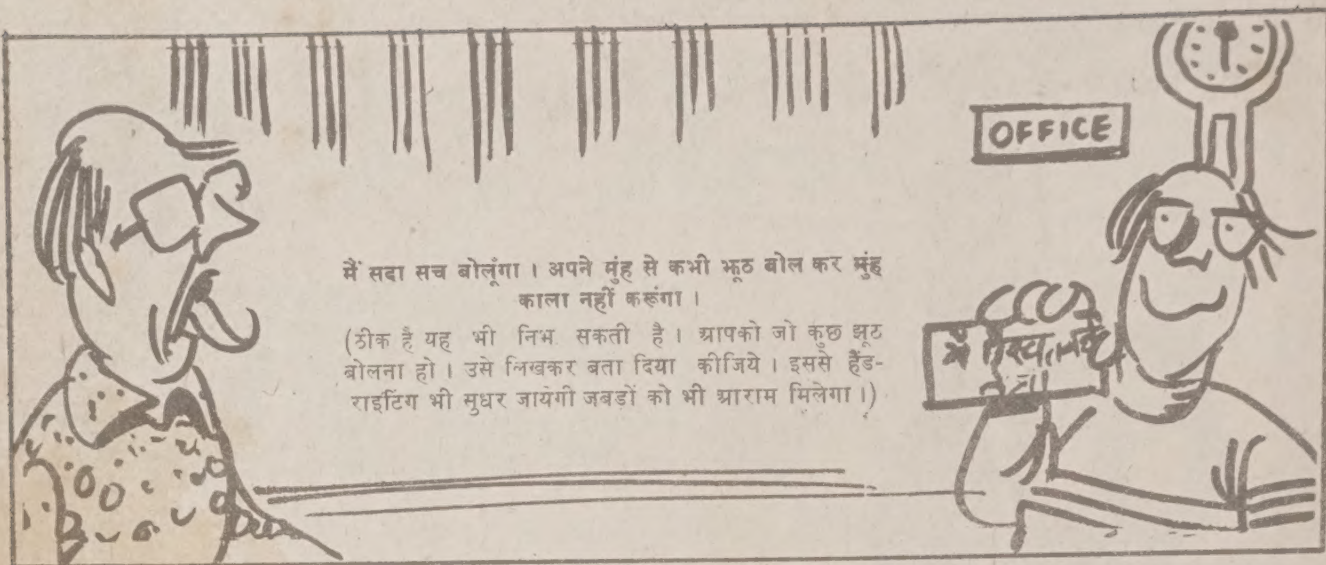 OFFICE
मैं सदा सच बोलूंगा । अपने मुंह से कभी झूठ बोल कर मुंह
काला नहीं करूंगा ।
(ठीक है यह भी निभ सकती है । आपको जो कुछ झूट
बोलना हो । उसे लिखकर बता दिया कीजिये । इससे हैंड-
राइटिंग भी सुधर जायेगी जबड़ों को भी आराम मिलेगा ।)
मैं